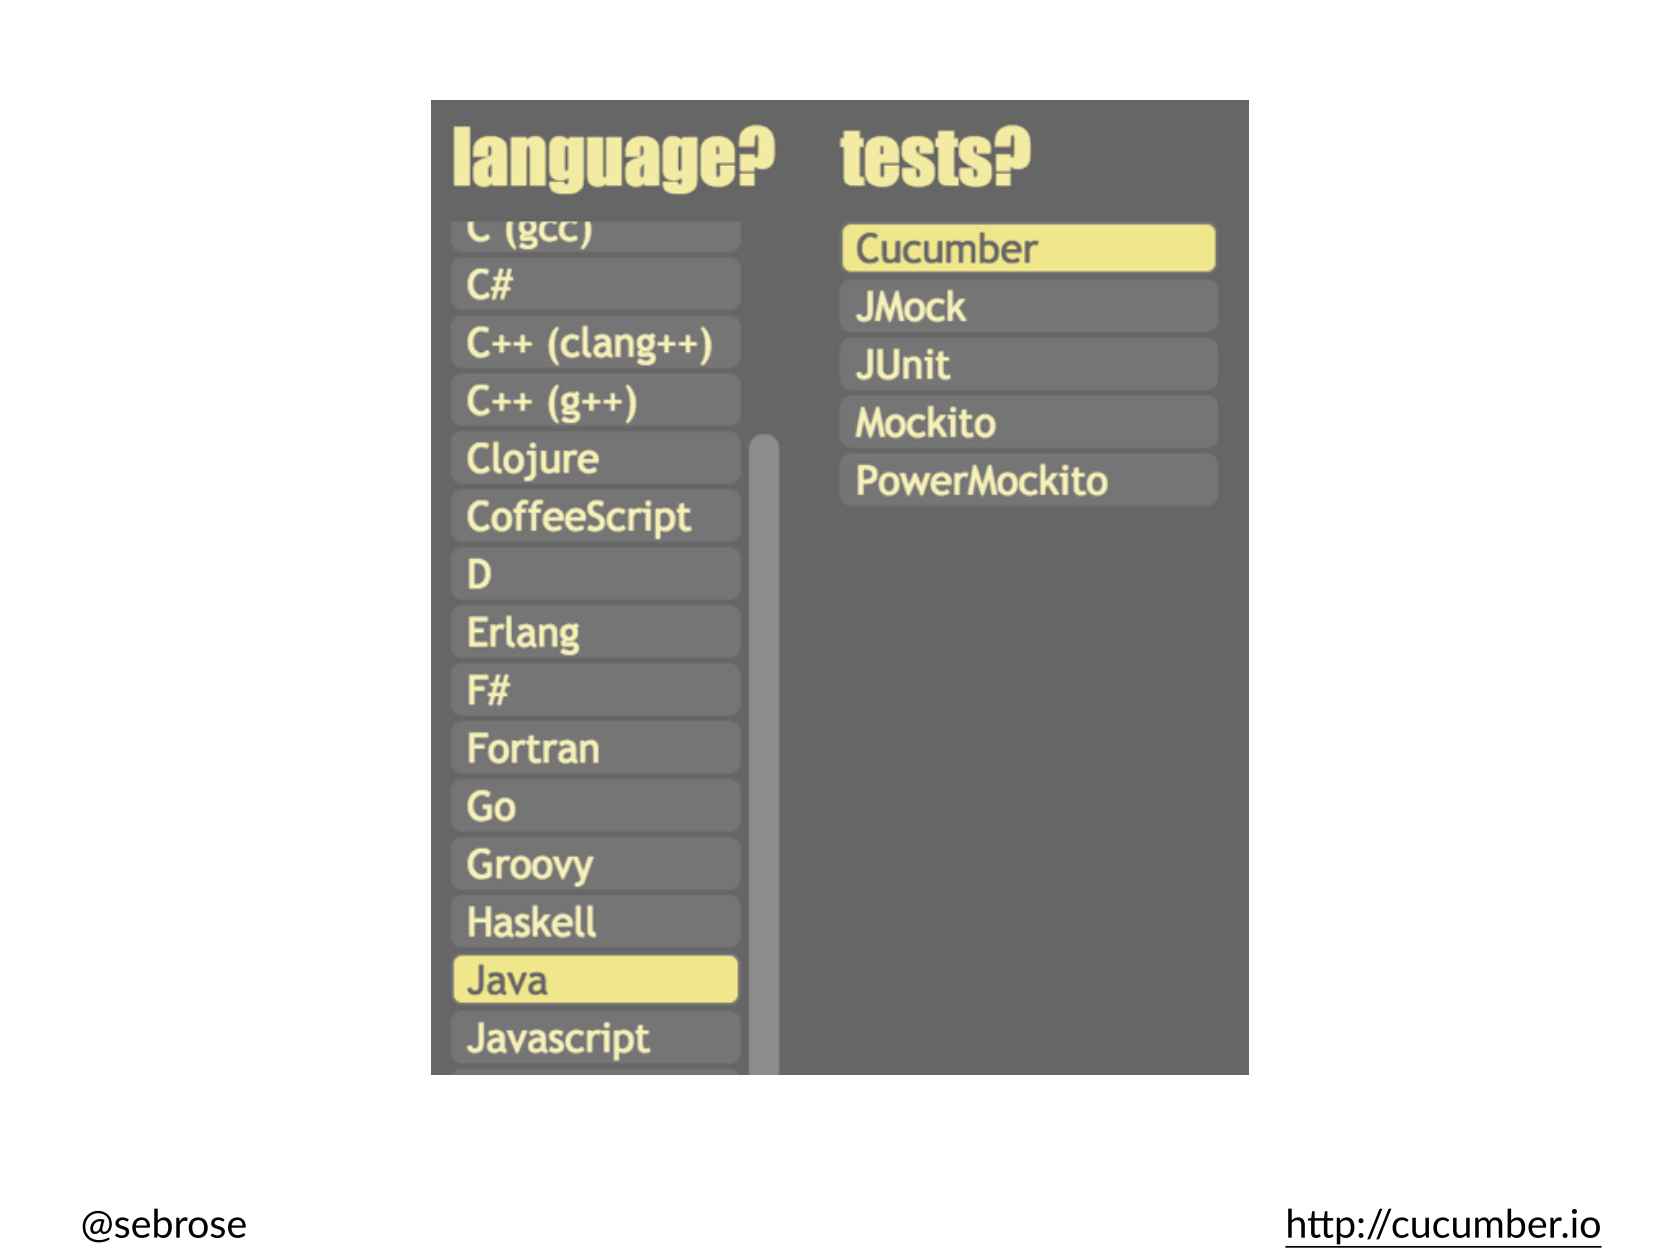 language?
C (gcc)
C#
C++ (clang++)
C++ (g++)
Clojure
CoffeeScript
D
Erlang
F#
Fortran
Go
Groovy
Haskell
Java
Javascript
tests?
Cucumber
JMock
JUnit
Mockito
PowerMockito
@sebrose
http://cucumber.io